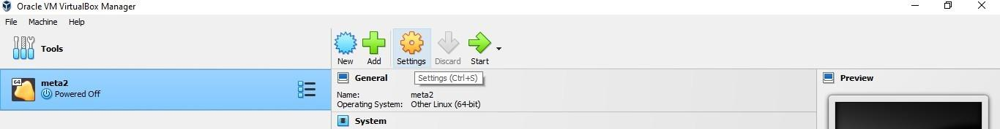 Oracle VM VirtualBox Manager
File Machine Help
Tools
New Add Settings Discard Start
64 meta2
Powered Off
General
Settings (Ctrl+S)
Name: meta2
Operating System: Other Linux (64-bit)
System
Preview